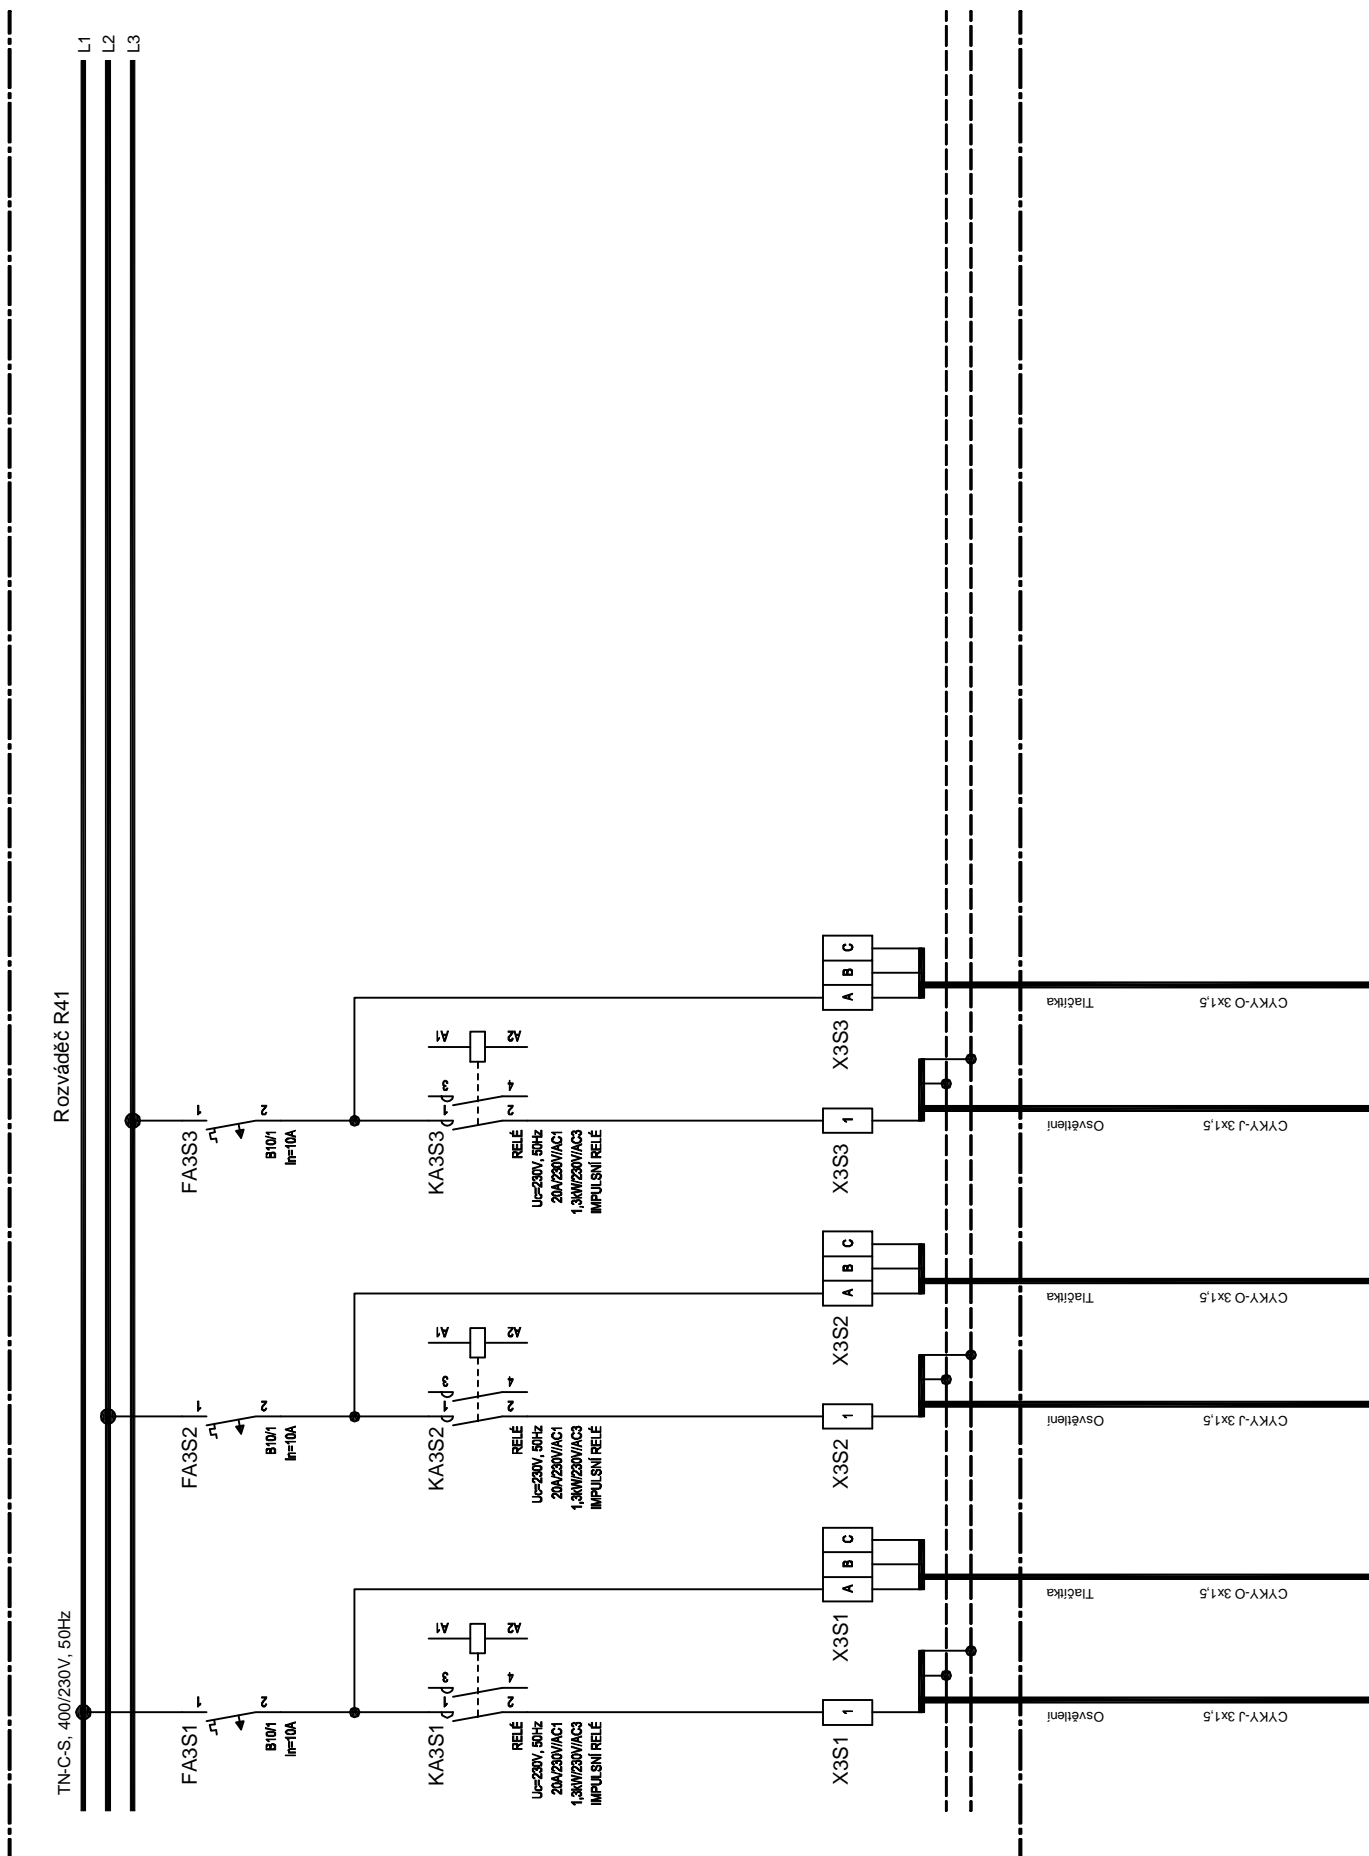 TN-C-S, 400/230V, 50Hz
Rozváděč R41
L1
L2
L3
FA3S1
1
2
B10/1
In=10A
FA3S2
1
2
B10/1
In=10A
FA3S3
1
2
B10/1
In=10A
KA3S1
1
2
3
4
A1
A2
RELÉ
Uc=230V, 50Hz
20A/230V/AC1
1,3kW/230V/AC3
IMPULSNÍ RELÉ
KA3S2
1
2
3
4
A1
A2
RELÉ
Uc=230V, 50Hz
20A/230V/AC1
1,3kW/230V/AC3
IMPULSNÍ RELÉ
KA3S3
1
2
3
4
A1
A2
RELÉ
Uc=230V, 50Hz
20A/230V/AC1
1,3kW/230V/AC3
IMPULSNÍ RELÉ
X3S1
1
X3S1
A
B
C
X3S2
1
X3S2
A
B
C
X3S3
1
X3S3
A
B
C
Osvětlení
CYKY-J 3x1,5
Tlačítka
CYKY-O 3x1,5
Osvětlení
CYKY-J 3x1,5
Tlačítka
CYKY-O 3x1,5
Osvětlení
CYKY-J 3x1,5
Tlačítka
CYKY-O 3x1,5